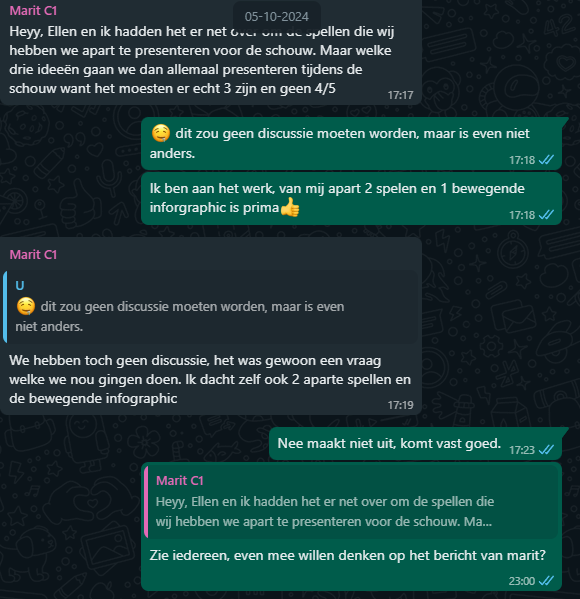 05-10-2024
Marit C1
Heyy, Ellen en ik hadden het er net over om de spellen die wij
hebben we apart te presenteren voor de schouw. Maar welke
drie ideeën gaan we dan allemaal presenteren tijdens de
schouw want het moesten er echt 3 zijn en geen 4/5
17:17
dit zou geen discussie moeten worden, maar is even niet
anders.
17:18
Ik ben aan het werk, van mij apart 2 spelen en 1 bewegende
inforgraphic is prima👍
17:18
Marit C1
U
dit zou geen discussie moeten worden, maar is even
niet anders.
We hebben toch geen discussie, het was gewoon een vraag
welke we nou gingen doen. Ik dacht zelf ook 2 aparte spellen en
de bewegende infographic
17:19
Nee maakt niet uit, komt vast goed.
17:23
Marit C1
Heyy, Ellen en ik hadden het er net over om de spellen die
wij hebben we apart te presenteren voor de schouw. Ma...
Zie iedereen, even mee willen denken op het bericht van marit?
23:00